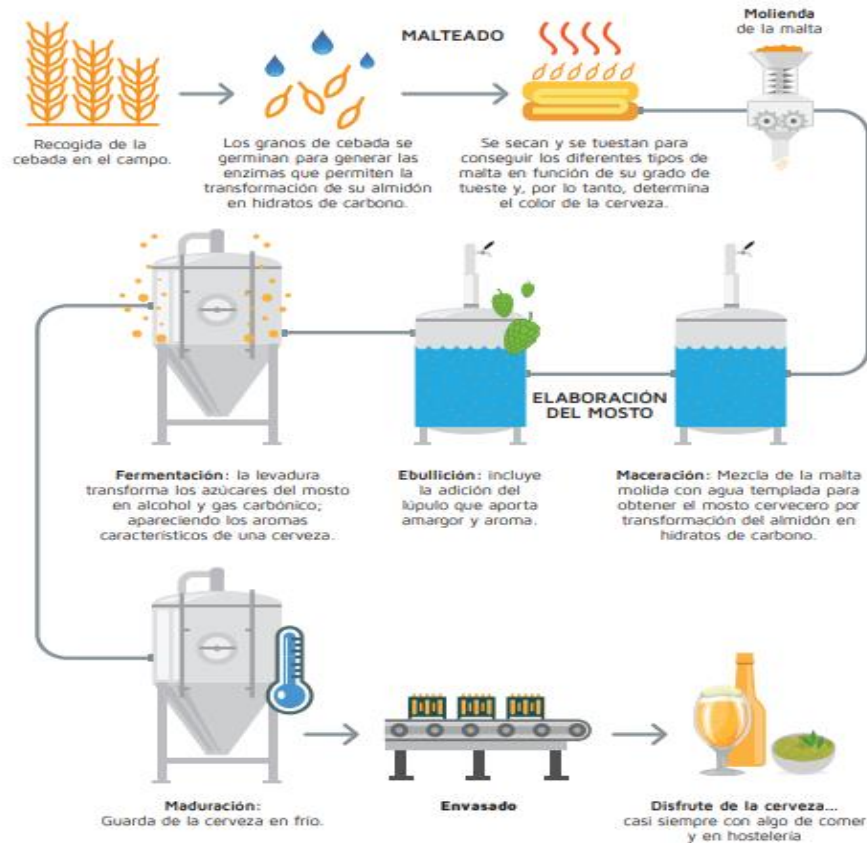 MALTEADO
Molienda
de la malta
Recogida de la
cebada en el campo.
Los granos de cebada se
germinan para generar las
enzimas que permiten la
transformación de su almidón
en hidratos de carbono.
Se secan y se tuestan para
conseguir los diferentes tipos de
malta en función de su grado de
tueste y, por lo tanto, determina
el color de la cerveza.
ELABORACIÓN
DEL MOSTO
Fermentación: la levadura
transforma los azúcares del mosto
en alcohol y gas carbónico;
apareciendo los aromas
característicos de una cerveza.
Ebullición: incluye
la adición del
lúpulo que aporta
amargor y aroma.
Maceración: Mezcla de la malta
molida con agua templada para
obtener el mosto cervecero por
transformación del almidón en
hidratos de carbono.
Maduración:
Guarda de la cerveza en frío.
Envasado
Disfrute de la cerveza...
casi siempre con algo de comer
y en hostelería